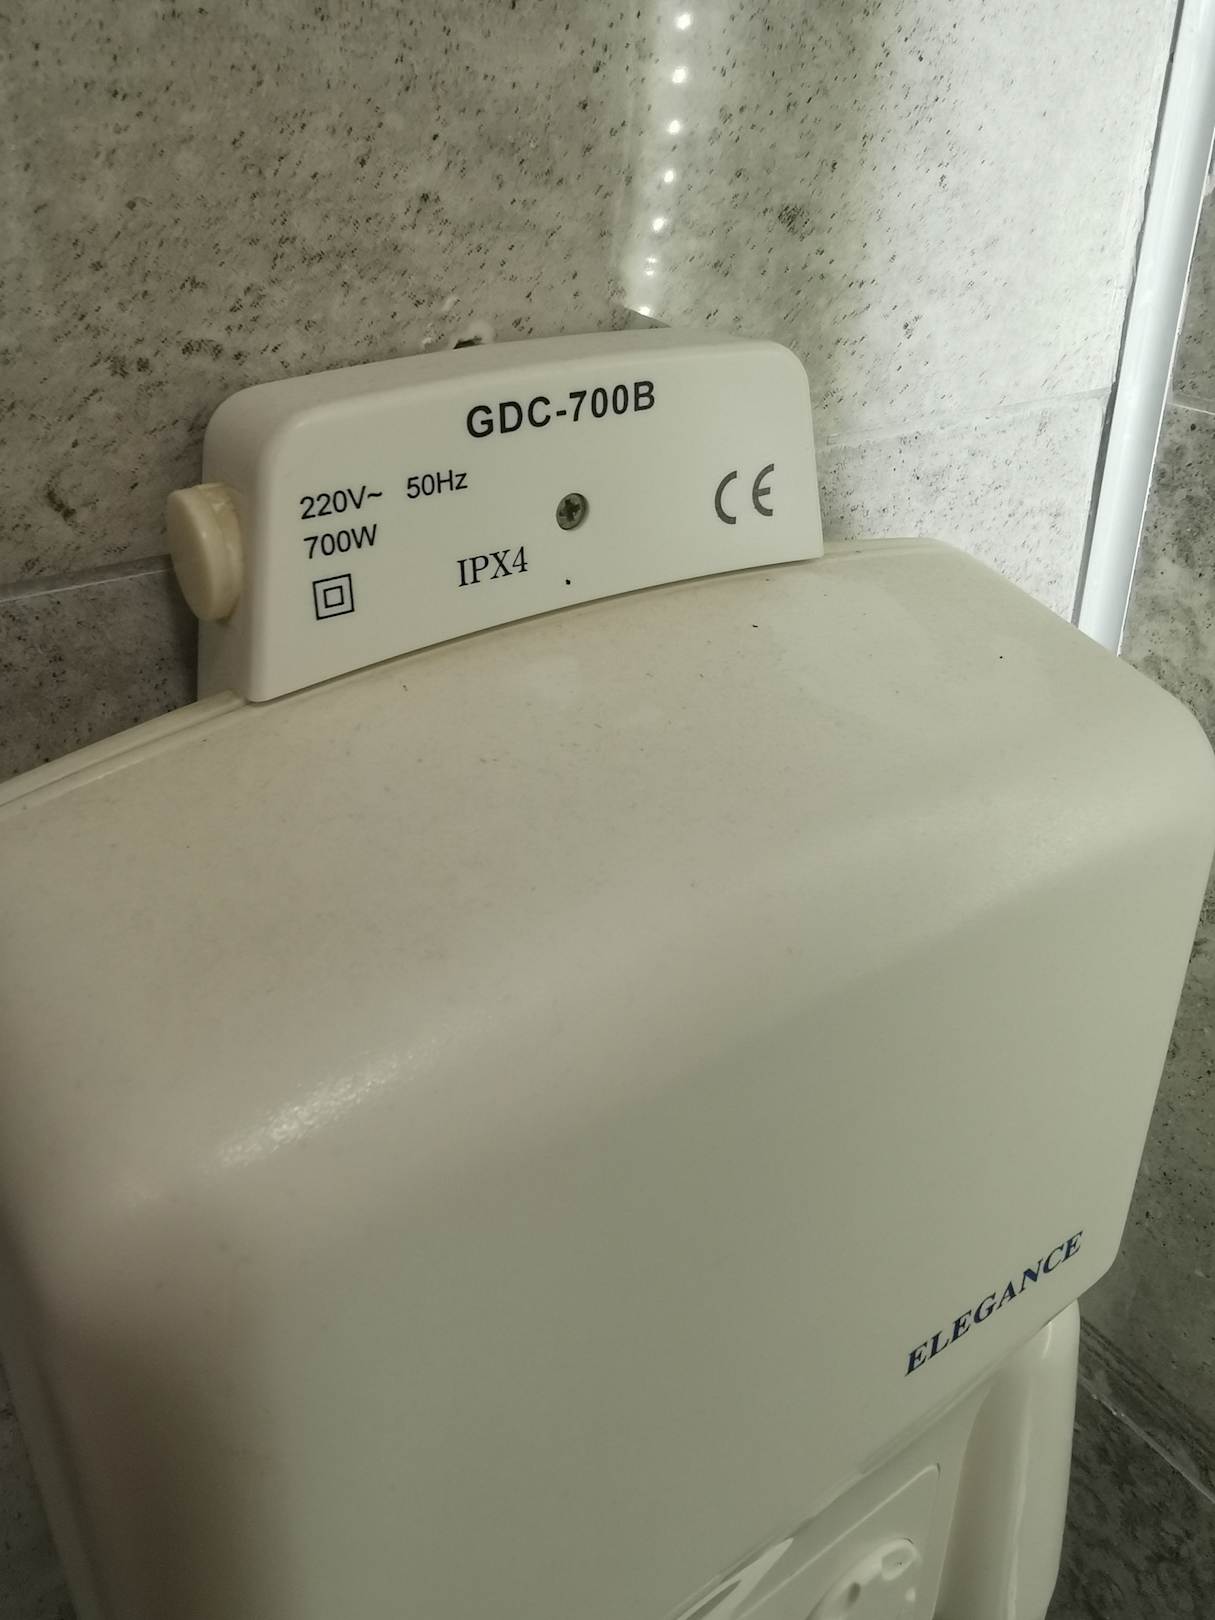 GDC-700B
220V~ 50Hz
700W
IPX4
CE
ELEGANCE